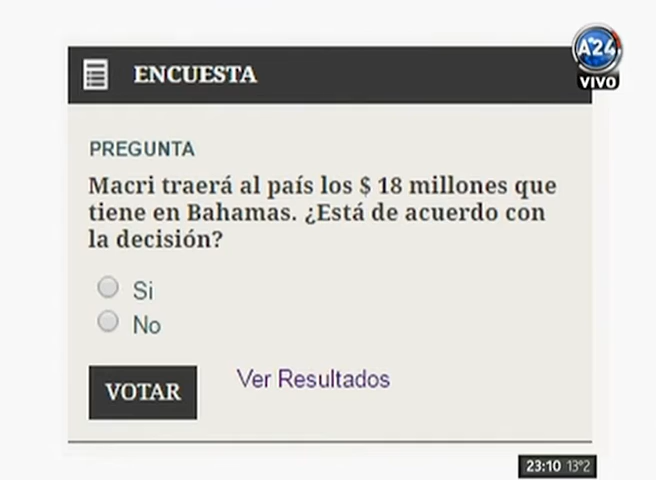 A24
VIVO
ENCUESTA
PREGUNTA
Macri traerá al país los $ 18 millones que
tiene en Bahamas. ¿Está de acuerdo con
la decisión?
Si
No
VOTAR
Ver Resultados
23:10 13°2